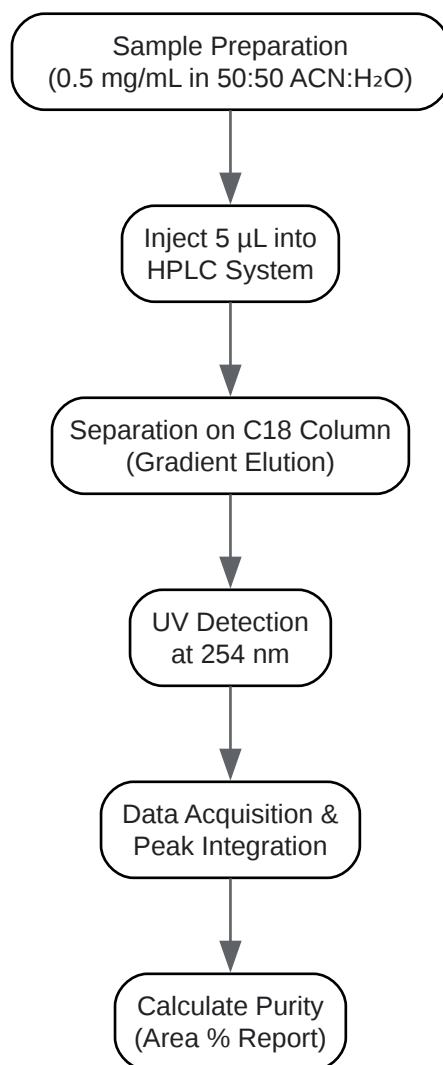 Sample Preparation
(0.5 mg/mL in 50:50 ACN:H₂O)
Inject 5 µL into
HPLC System
Separation on C18 Column
(Gradient Elution)
UV Detection
at 254 nm
Data Acquisition &
Peak Integration
Calculate Purity
(Area % Report)